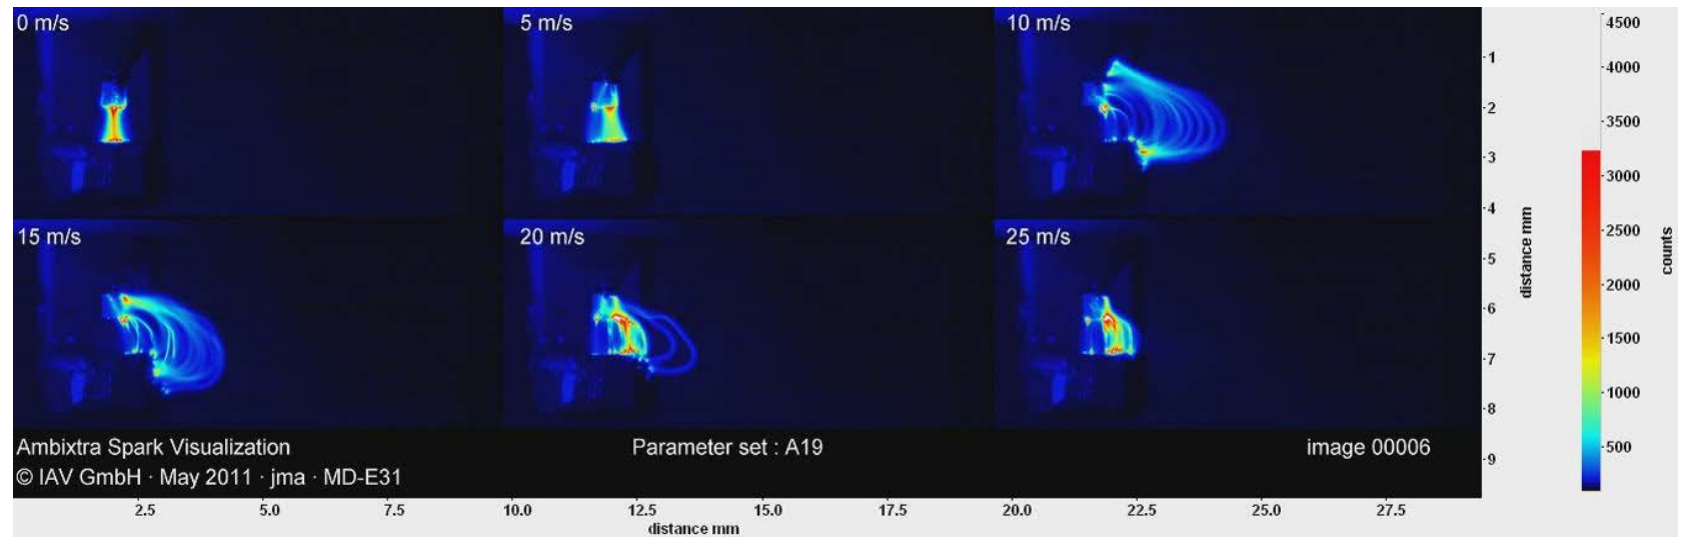 0 m/s
5 m/s
10 m/s
15 m/s
20 m/s
25 m/s
Ambixtra Spark Visualization
Parameter set : A19
image 00006
© IAV GmbH · May 2011 · jma · MD-E31
2.5
5.0
7.5
10.0
12.5
15.0
17.5
20.0
22.5
25.0
27.5
distance mm
1
2
3
4
5
6
7
8
9
distance mm
4500
4000
3500
3000
2500
2000
1500
1000
500
counts